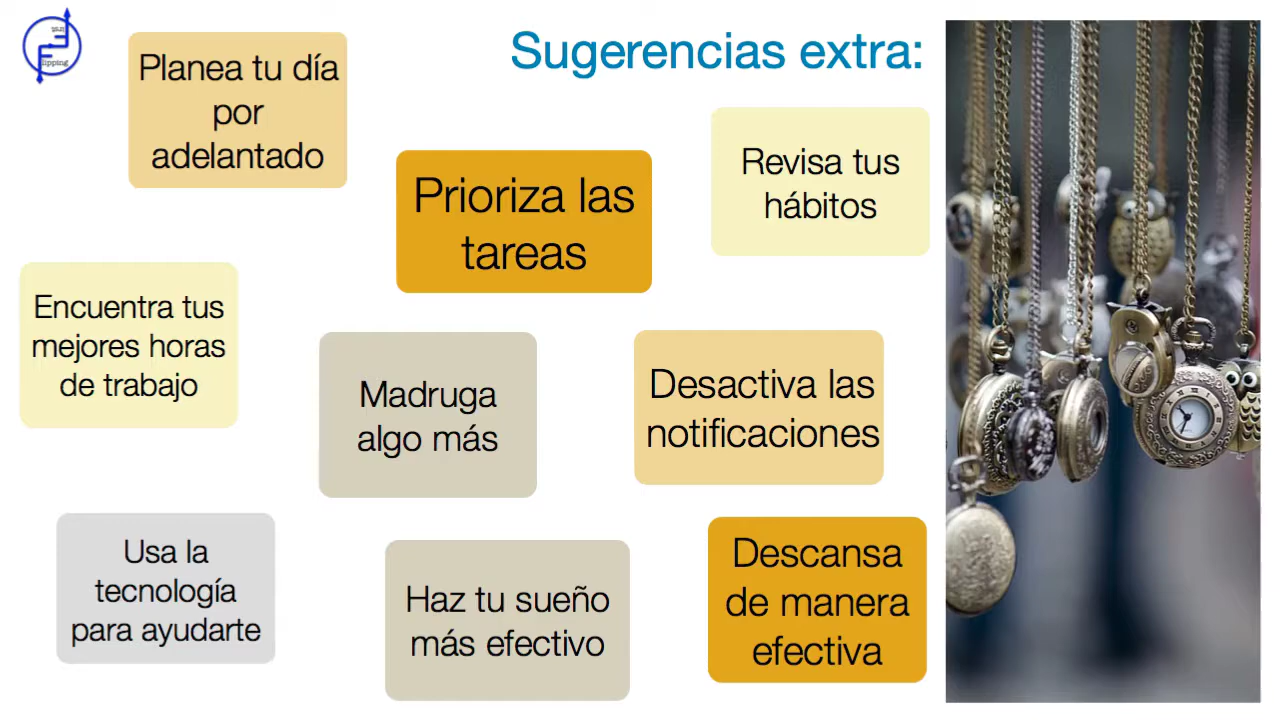 Sugerencias extra:
Planea tu día
por
adelantado
Prioriza las
tareas
Revisa tus
hábitos
Encuentra tus
mejores horas
de trabajo
Madruga
algo más
Desactiva las
notificaciones
Usa la
tecnología
para ayudarte
Haz tu sueño
más efectivo
Descansa
de manera
efectiva
lipping